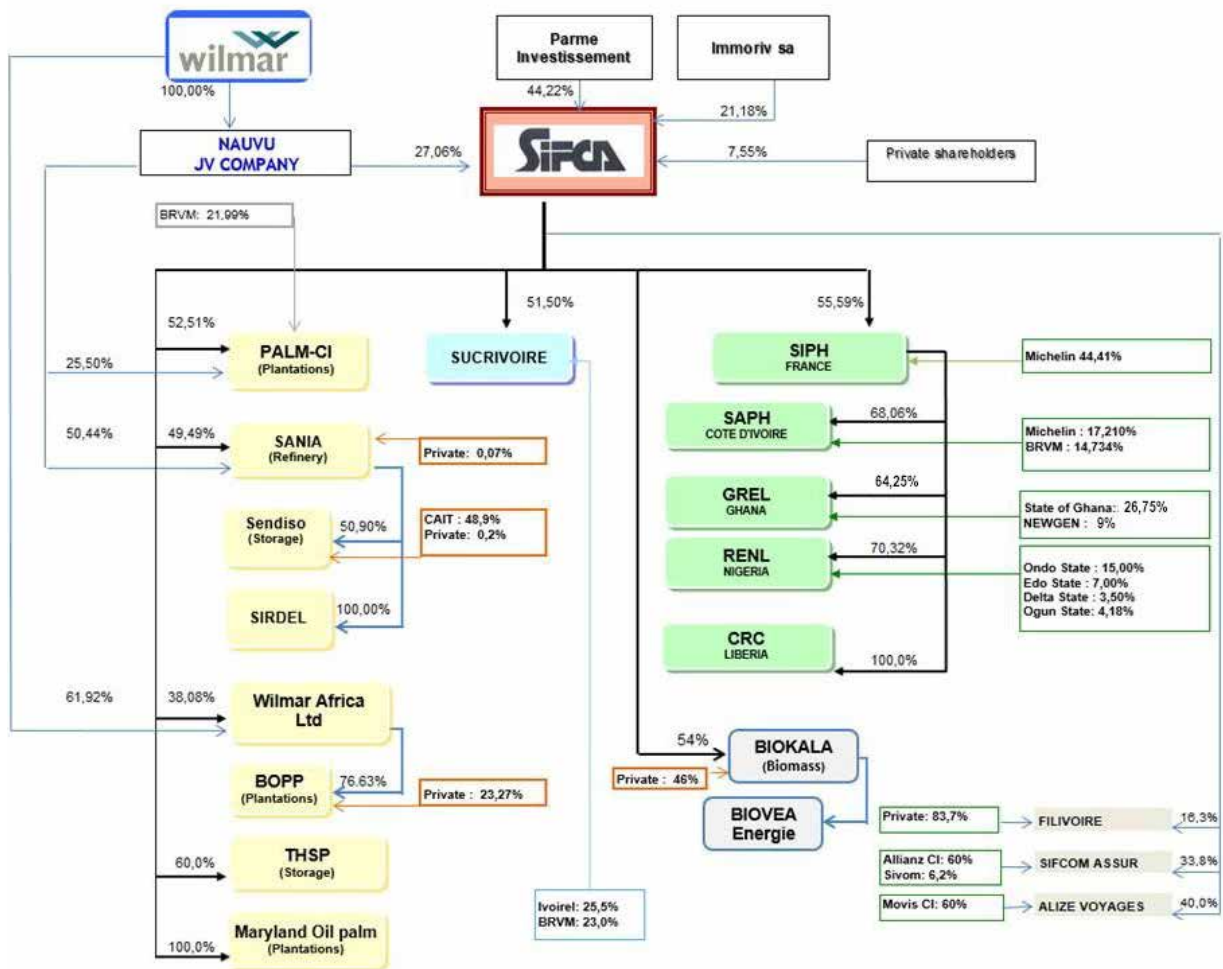 wilmar
100,00%
Parme
Investissement
Immoriv sa
44,22%
21,18%
NAUVU
JV COMPANY
27,06%
SIFCA
7,55%
Private shareholders
BRVM: 21,99%
52,51%
51,50%
55,59%
PALM-CI
(Plantations)
25,50%
SUCRIVOIRE
SIPH
FRANCE
Michelin 44,41%
50,44%
49,49%
SANIA
(Refinery)
Private: 0,07%
SAPH
COTE D'IVOIRE
68,06%
Michelin : 17,210%
BRVM : 14,734%
Sendiso
(Storage)
50,90%
CAIT : 48,9%
Private: 0,2%
GREL
GHANA
64,25%
State of Ghana: 26,75%
NEWGEN : 9%
RENL
NIGERIA
70,32%
Ondo State : 15,00%
Edo State : 7,00%
Delta State : 3,50%
Ogun State: 4,18%
SIRDEL
100,00%
CRC
LIBERIA
100,0%
61,92%
38,08%
Wilmar Africa
Ltd
54%
BIOKALA
(Biomass)
Private : 46%
BOPP
(Plantations)
76.63%
Private : 23,27%
BIOVEA
Energie
Private: 83,7%
FILIVOIRE
16,3%
60,0%
THSP
(Storage)
Allianz CI: 60%
Sivom: 6,2%
SIFCOM ASSUR
33,8%
Ivoirel: 25,5%
BRVM: 23,0%
Movis CI: 60%
ALIZE VOYAGES
40,0%
100,0%
Maryland Oil palm
(Plantations)